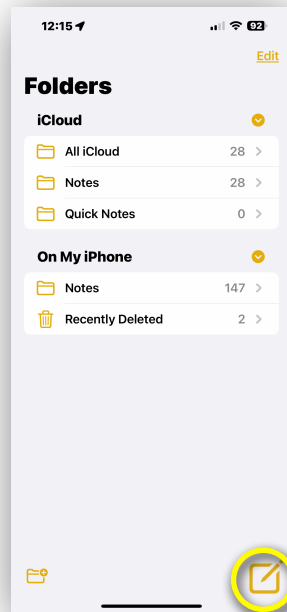 12:15
92
Edit
Folders
iCloud
All iCloud 28
Notes 28
Quick Notes 0
On My iPhone
Notes 147
Recently Deleted 2